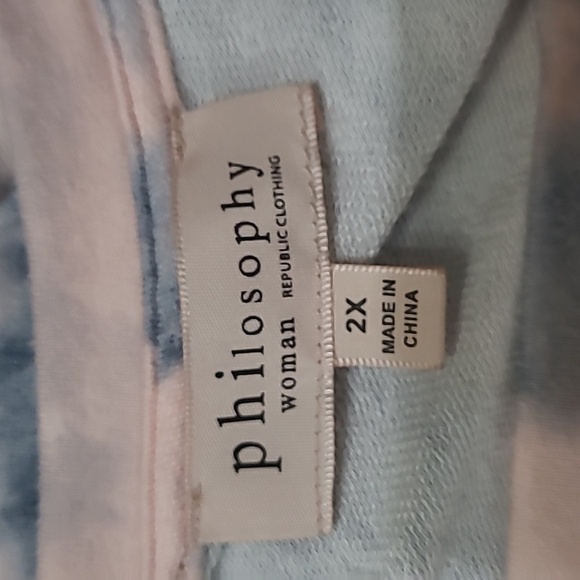 philosophy
woman REPUBLIC CLOTHING
2X
MADE IN
CHINA